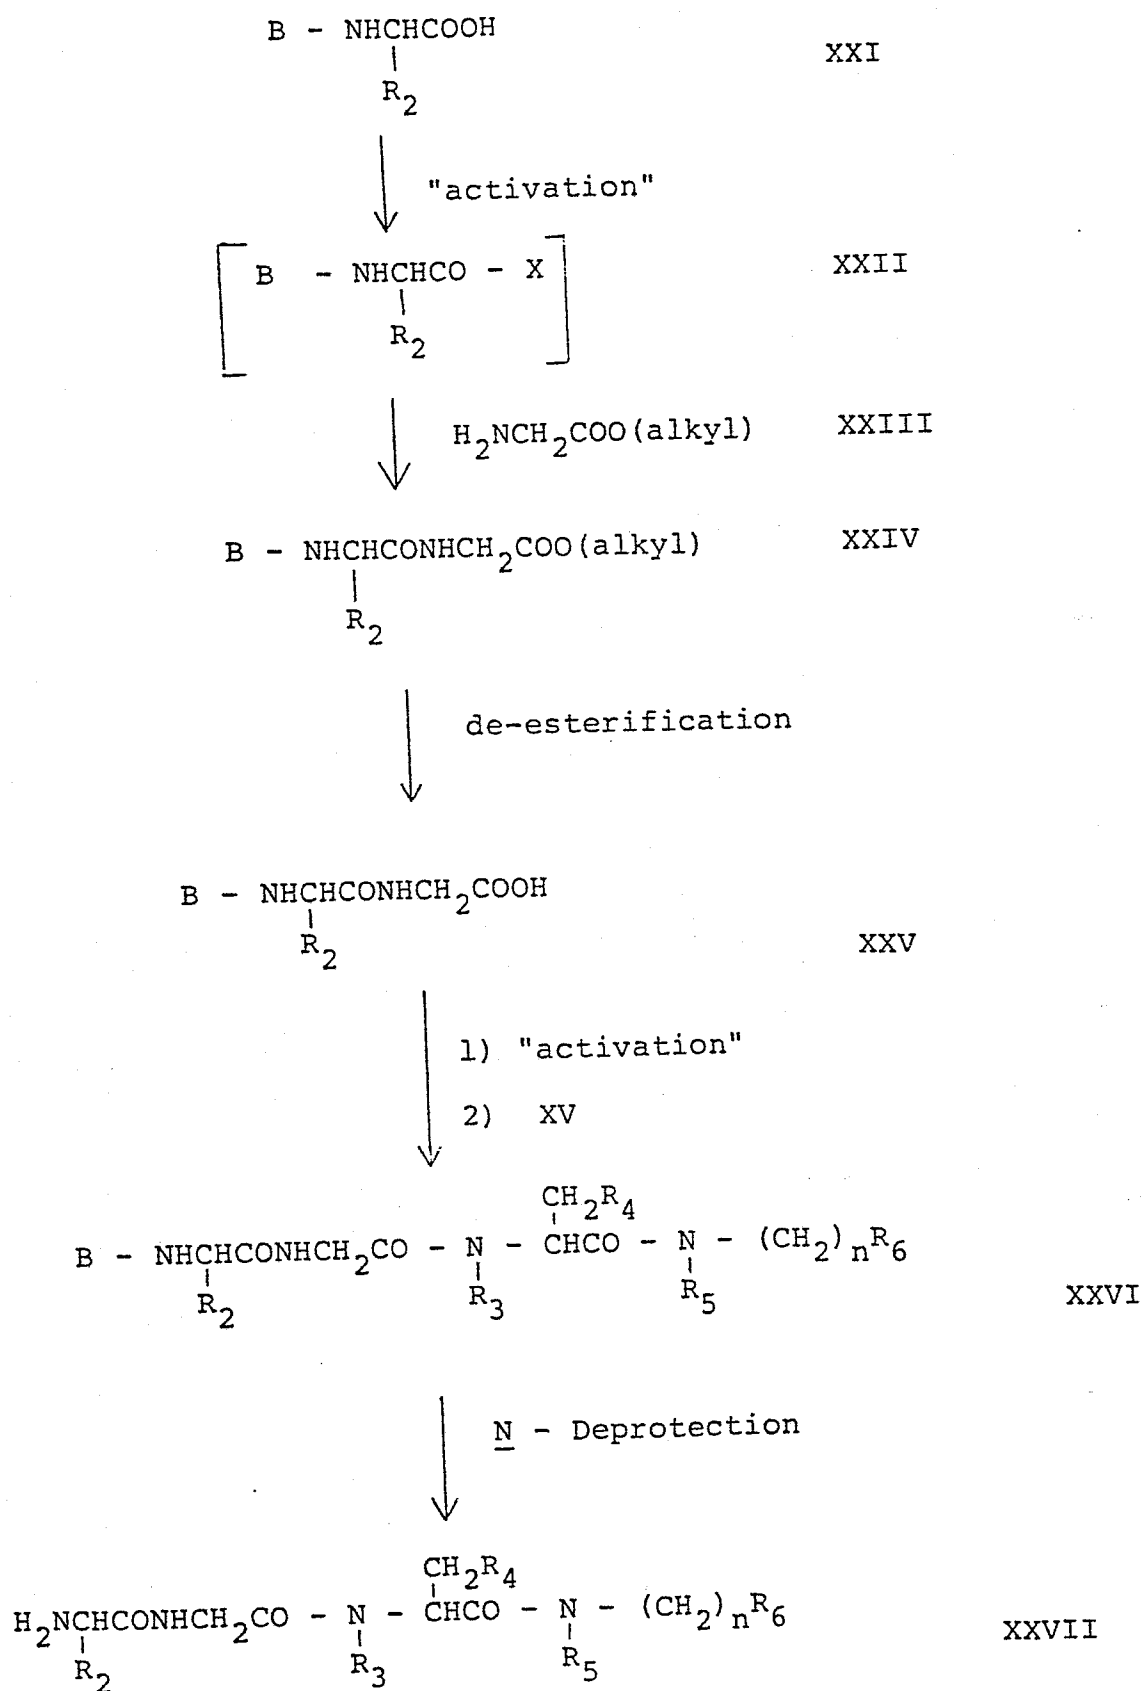 B - NHCHCOOH XXI
R2
"activation"
B - NHCHCO - X XXII
R2
H2NCH2COO(alkyl) XXIII
B - NHCHCONHCH2COO(alkyl) XXIV
R2
de-esterification
B - NHCHCONHCH2COOH
R2 XXV
1) "activation"
2) XV
CH2R4
B - NHCHCONHCH2CO - N - CHCO - N - (CH2)nR6
R2 R3 R5 XXVI
N - Deprotection
CH2R4
H2NCHCONHCH2CO - N - CHCO - N - (CH2)nR6 XXVII
R2 R3 R5